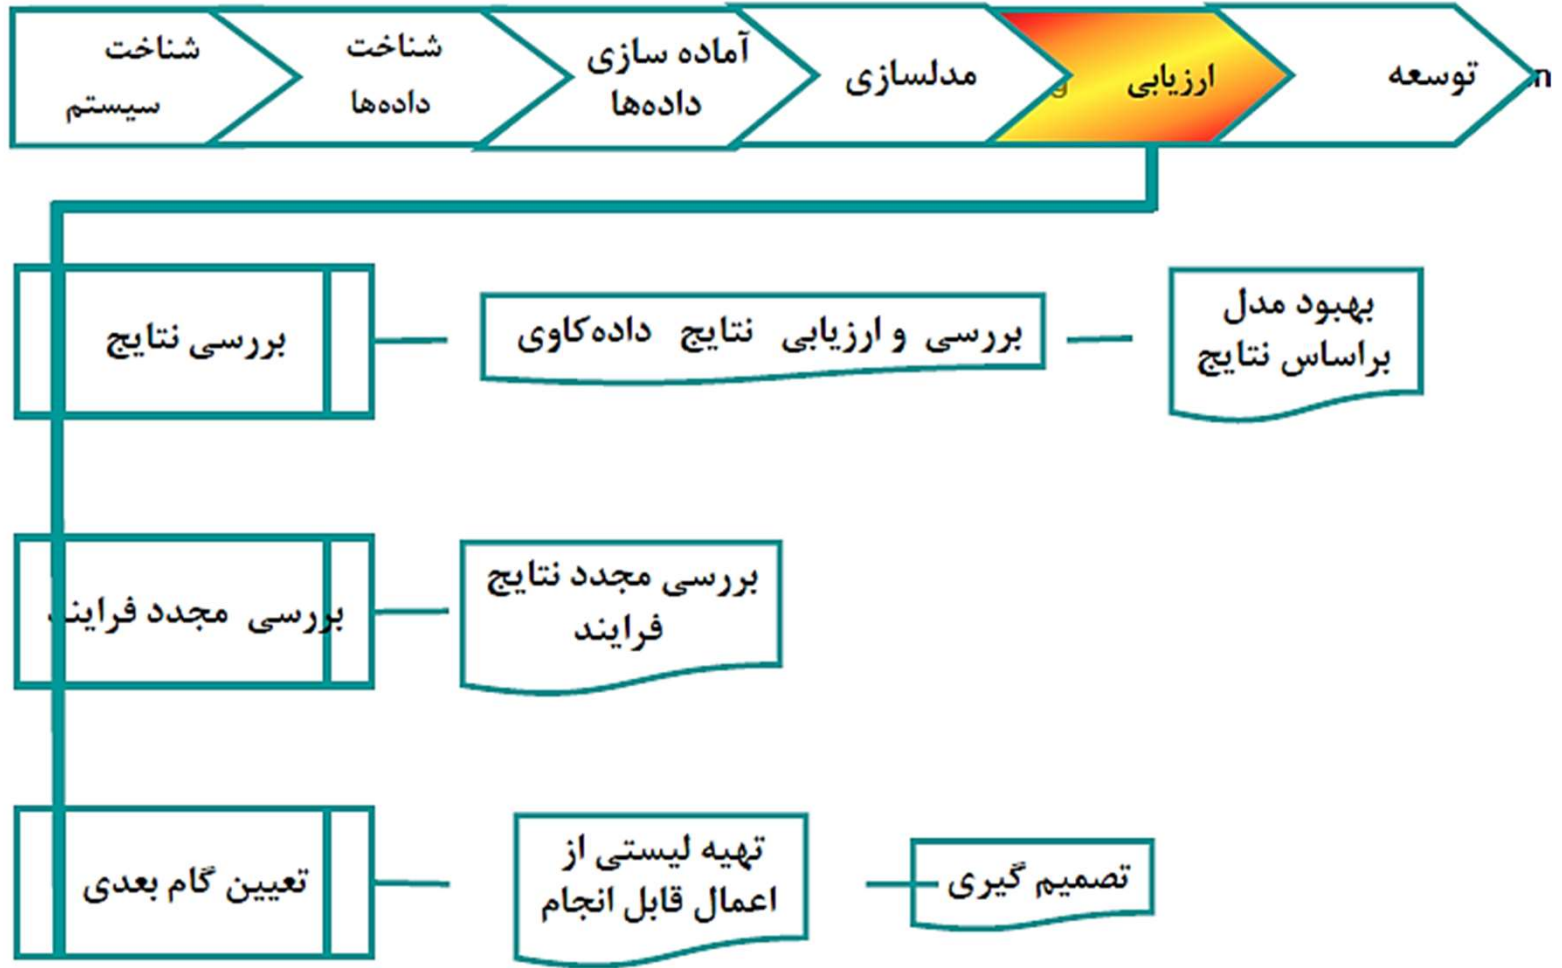 شناخت
سیستم
شناخت
داده‌ها
آماده سازی
داده‌ها
مدلسازی
ارزیابی
g
توسعه
n
بررسی نتایج
بررسی و ارزیابی نتایج داده‌کاوی
بهبود مدل
براساس نتایج
بررسی مجدد فرایند
بررسی مجدد نتایج
فرایند
تعیین گام بعدی
تهیه لیستی از
اعمال قابل انجام
تصمیم گیری